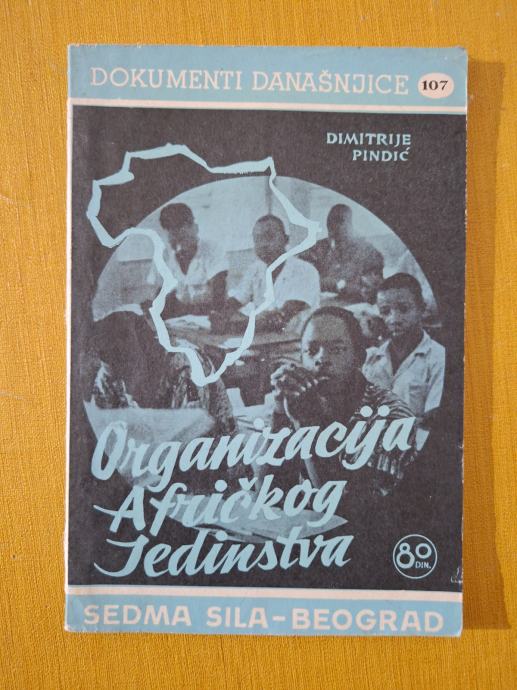 DOKUMENTI DANAŠNJICE 107
DIMITRIJE
PINDIĆ
Organizacija
Afričkog
Jedinstva
80
DIN.
SEDMA SILA-BEOGRAD